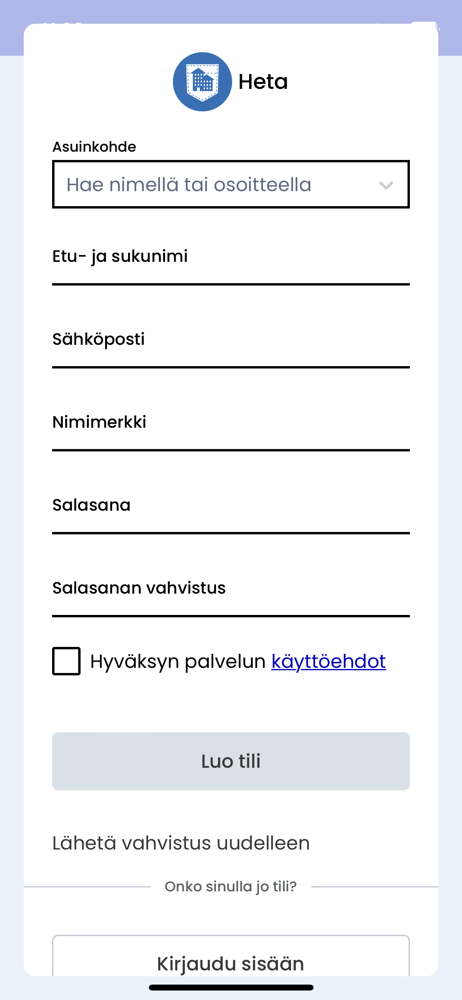 Heta
Asuinkohde
Hae nimellä tai osoitteella
Etu- ja sukunimi
Sähköposti
Nimimerkki
Salasana
Salasanan vahvistus
Hyväksyn palvelun käyttöehdot
Luo tili
Lähetä vahvistus uudelleen
Onko sinulla jo tili?
Kirjaudu sisään